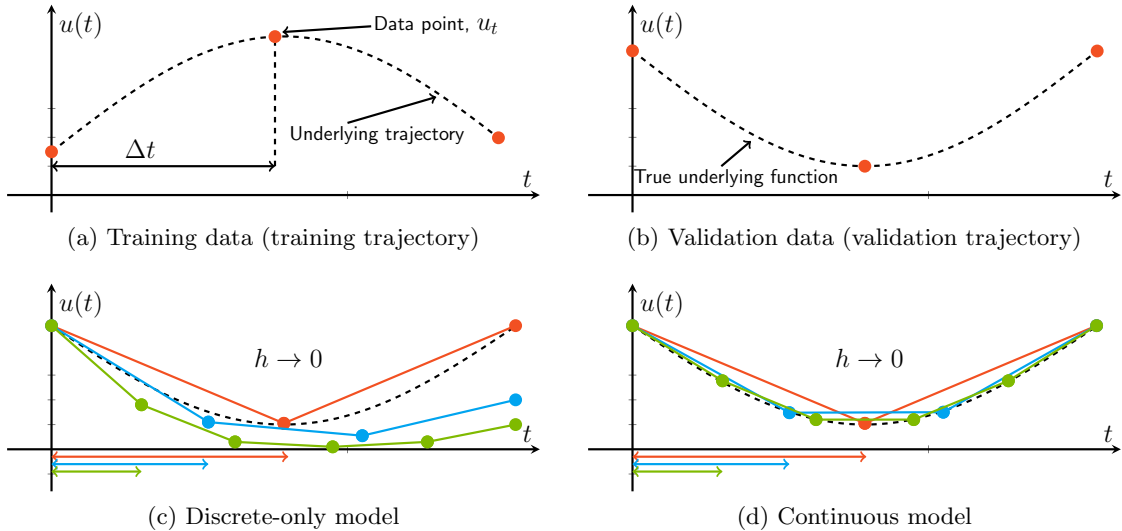 u(t)
Data point, u_t
Underlying trajectory
Δt
t
(a) Training data (training trajectory)
u(t)
True underlying function
t
(b) Validation data (validation trajectory)
u(t)
h → 0
t
(c) Discrete-only model
u(t)
h → 0
t
(d) Continuous model